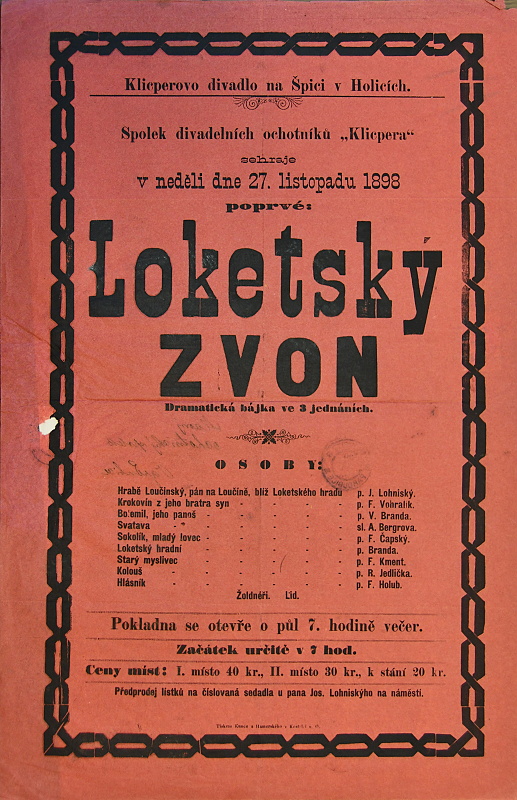 Klicperovo divadlo na Špici v Holicích.
Spolek divadelních ochotníků „Klicpera“
sehraje
v neděli dne 27. listopadu 1898
poprvé:
Loketský
ZVON
Dramatická bájka ve 3 jednáních.
OSOBY:
Hrabě Loučinský, pán na Loučině, blíž Loketského hradu p. J. Lohniský.
Krokovín z jeho bratra syn - - - - - - p. F. Vohralík.
Bohemil, jeho panoš - - - - - - p. V. Branda.
Svatava - - - - - - sl. A. Bergrova.
Sokolík, mladý lovec - - - - - - p. F. Čapský.
Loketský hradní - - - - - - p. Branda.
Starý myslivec - - - - - - p. F. Kment.
Kolouš - - - - - - p. R. Jedlička.
Hlásník - - - - - - p. F. Holub.
Žoldnéři. Lid.
Pokladna se otevře o půl 7. hodině večer.
Začátek určitě v 7 hod.
Ceny míst: I. místo 40 kr., II. místo 30 kr., k stání 20 kr.
Předprodej lístků na číslovaná sedadla u pana Jos. Lohniského na náměstí.